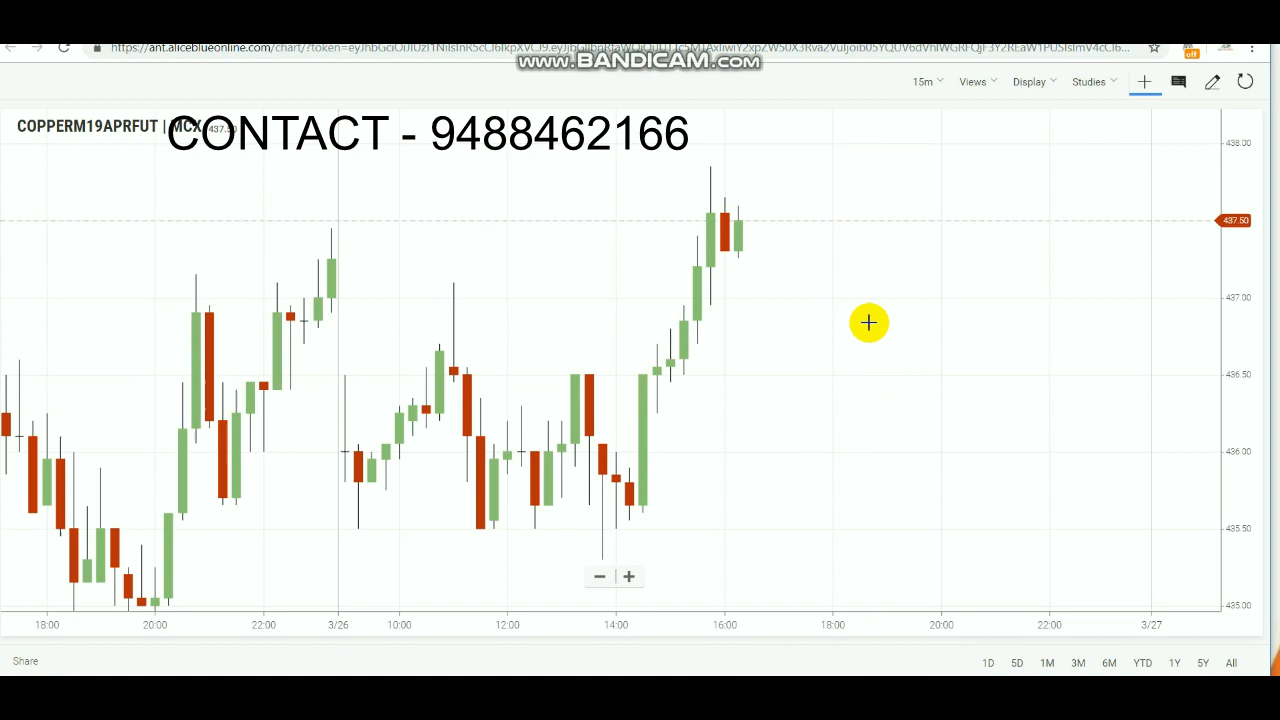 www.BANDICAM.com
15m Views Display Studies
COPPERM19APRFUT | MCX 437.50
CONTACT - 9488462166
438.00
437.50
437.00
436.50
436.00
435.50
435.00
18:00 20:00 22:00 3/26 10:00 12:00 14:00 16:00 18:00 20:00 22:00 3/27
Share 1D 5D 1M 3M 6M YTD 1Y 5Y All